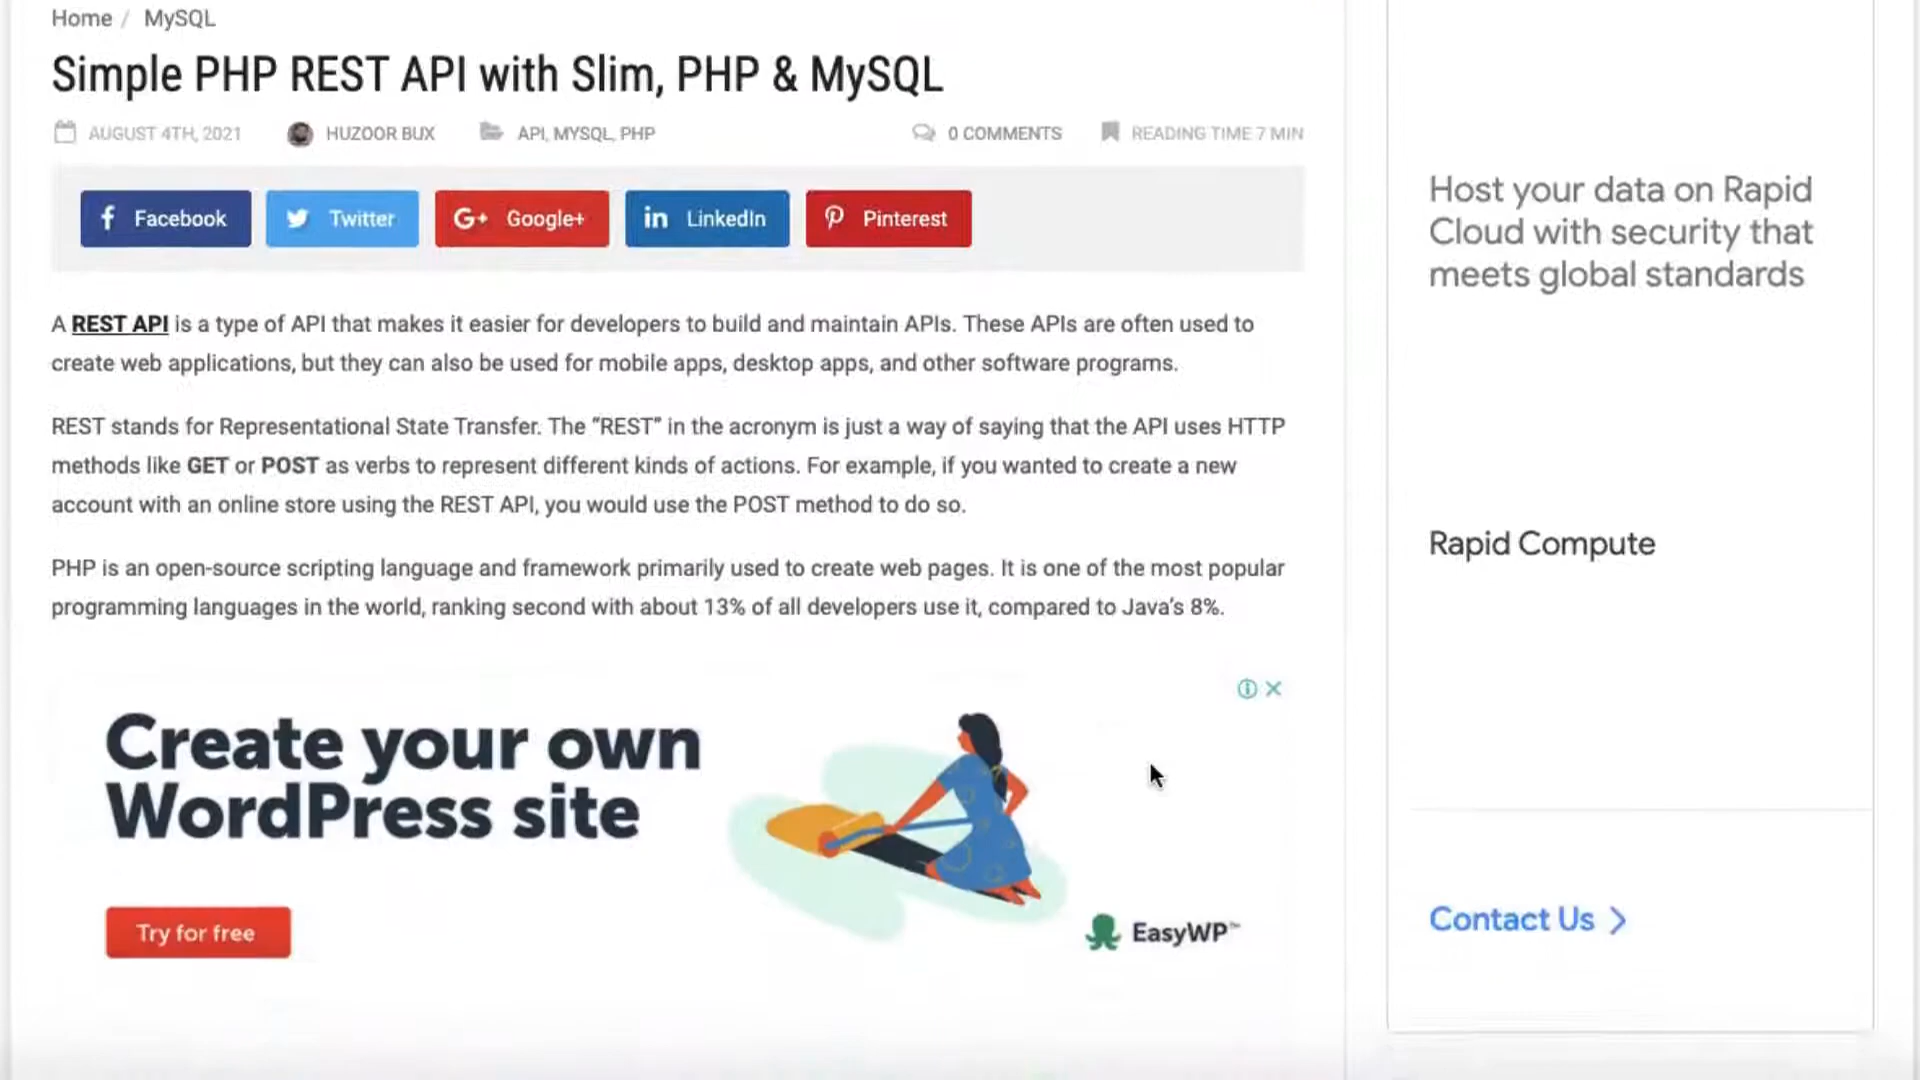 Home / MySQL
Simple PHP REST API with Slim, PHP & MySQL
AUGUST 4TH, 2021 HUZOOR BUX API, MYSQL, PHP 0 COMMENTS READING TIME 7 MIN
Facebook Twitter Google+ LinkedIn Pinterest
A REST API is a type of API that makes it easier for developers to build and maintain APIs. These APIs are often used to
create web applications, but they can also be used for mobile apps, desktop apps, and other software programs.
REST stands for Representational State Transfer. The “REST” in the acronym is just a way of saying that the API uses HTTP
methods like GET or POST as verbs to represent different kinds of actions. For example, if you wanted to create a new
account with an online store using the REST API, you would use the POST method to do so.
PHP is an open-source scripting language and framework primarily used to create web pages. It is one of the most popular
programming languages in the world, ranking second with about 13% of all developers use it, compared to Java’s 8%.
Create your own
WordPress site
Try for free
EasyWP™
Host your data on Rapid
Cloud with security that
meets global standards
Rapid Compute
Contact Us